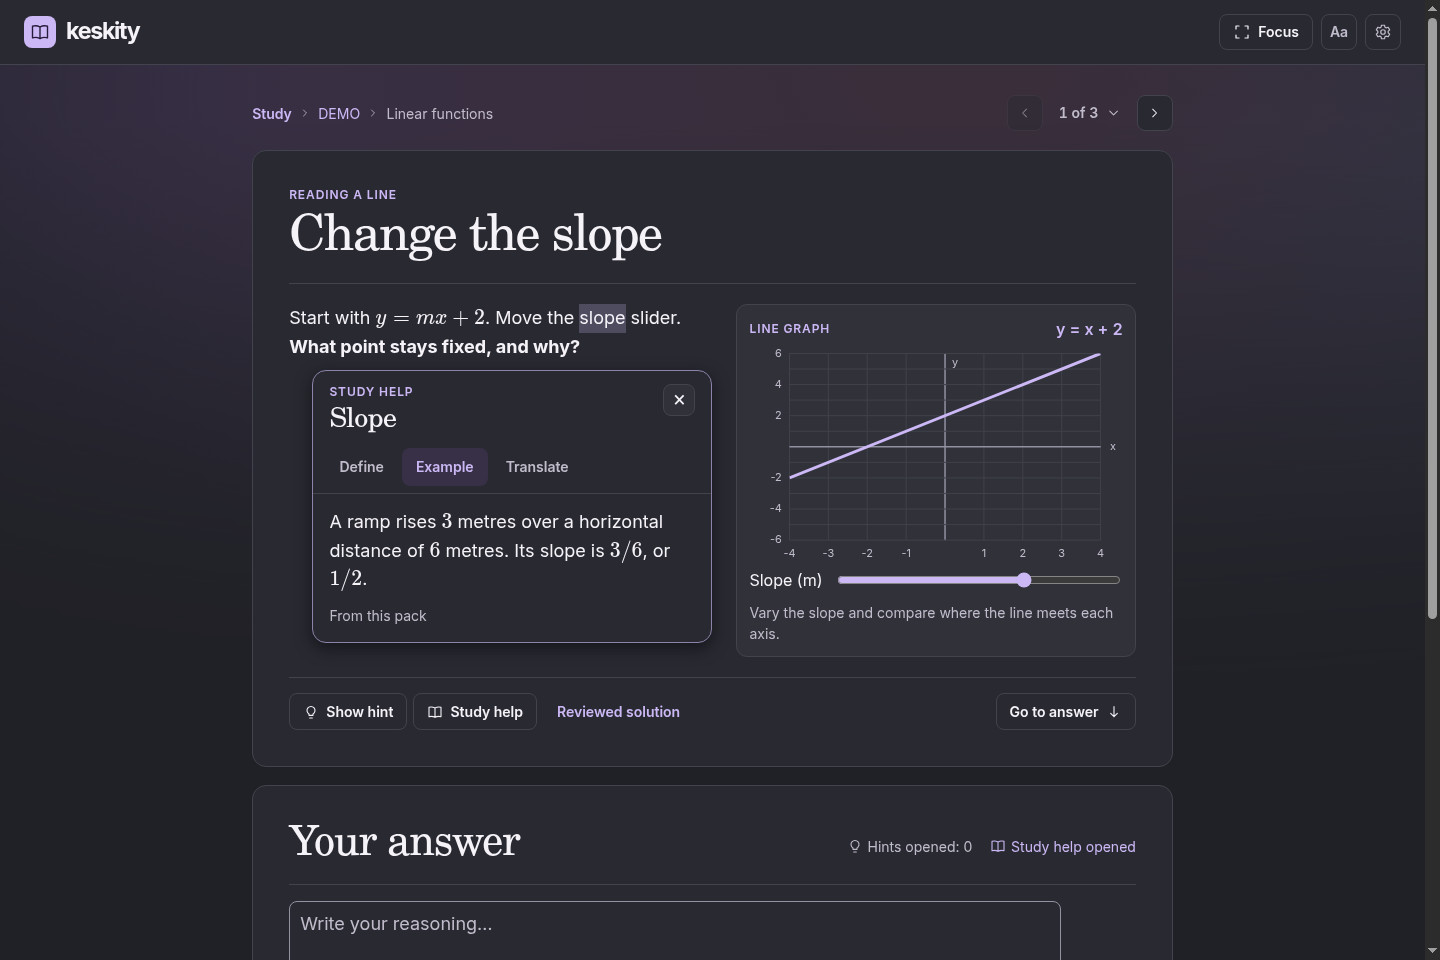 keskity
Focus
Aa
Study > DEMO > Linear functions
1 of 3
READING A LINE
Change the slope
Start with y = mx + 2. Move the slope slider.
What point stays fixed, and why?
STUDY HELP
Slope
Define
Example
Translate
A ramp rises 3 metres over a horizontal
distance of 6 metres. Its slope is 3/6, or
1/2.
From this pack
LINE GRAPH
y = x + 2
6
y
4
2
x
-2
-4
-6
-4 -3 -2 -1 1 2 3 4
Slope (m)
Vary the slope and compare where the line meets each
axis.
Show hint
Study help
Reviewed solution
Go to answer
Your answer
Hints opened: 0
Study help opened
Write your reasoning...